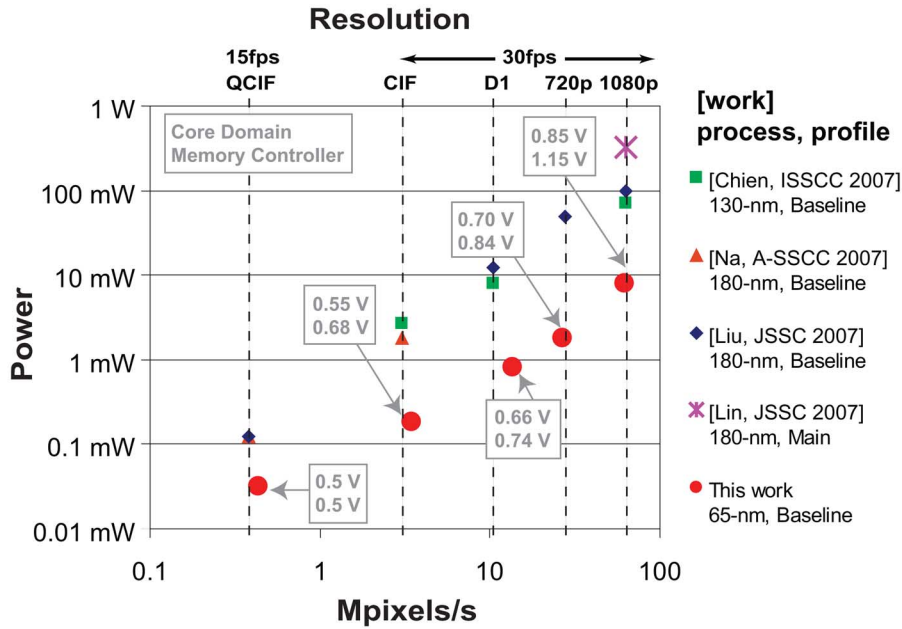 Resolution
15fps
30fps
QCIF
CIF
D1
720p
1080p
1 W
100 mW
10 mW
1 mW
0.1 mW
0.01 mW
Power
Core Domain
Memory Controller
0.85 V
1.15 V
0.70 V
0.84 V
0.55 V
0.68 V
0.66 V
0.74 V
0.5 V
0.5 V
0.1
1
10
100
Mpixels/s
[work]
process, profile
[Chien, ISSCC 2007]
130-nm, Baseline
[Na, A-SSCC 2007]
180-nm, Baseline
[Liu, JSSC 2007]
180-nm, Baseline
[Lin, JSSC 2007]
180-nm, Main
This work
65-nm, Baseline